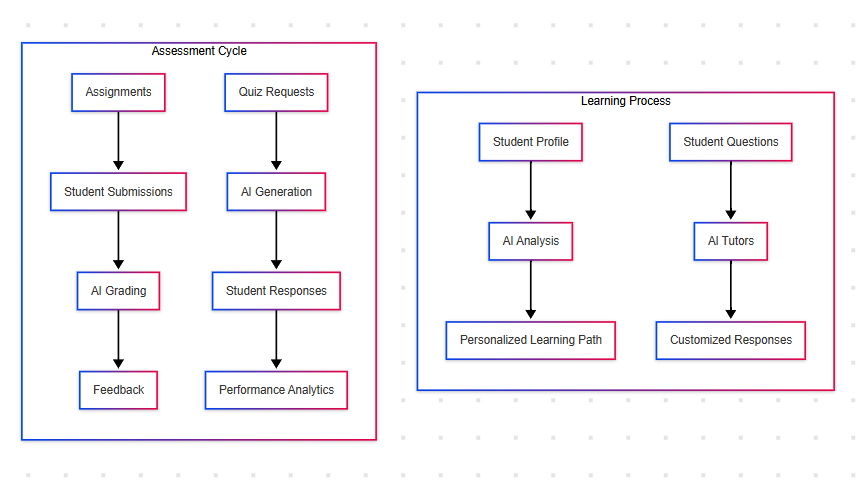 Assessment Cycle
Assignments
Quiz Requests
Student Submissions
AI Generation
AI Grading
Student Responses
Feedback
Performance Analytics
Learning Process
Student Profile
Student Questions
AI Analysis
AI Tutors
Personalized Learning Path
Customized Responses